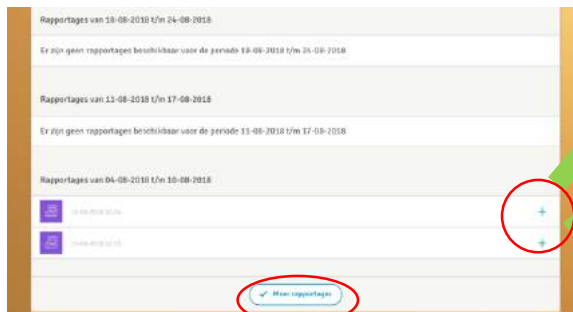 Rapportages van 18-08-2018 t/m 24-08-2018
Er zijn geen rapportages beschikbaar voor de periode 18-08-2018 t/m 24-08-2018
Rapportages van 11-08-2018 t/m 17-08-2018
Er zijn geen rapportages beschikbaar voor de periode 11-08-2018 t/m 17-08-2018
Rapportages van 04-08-2018 t/m 10-08-2018
Meer rapportages